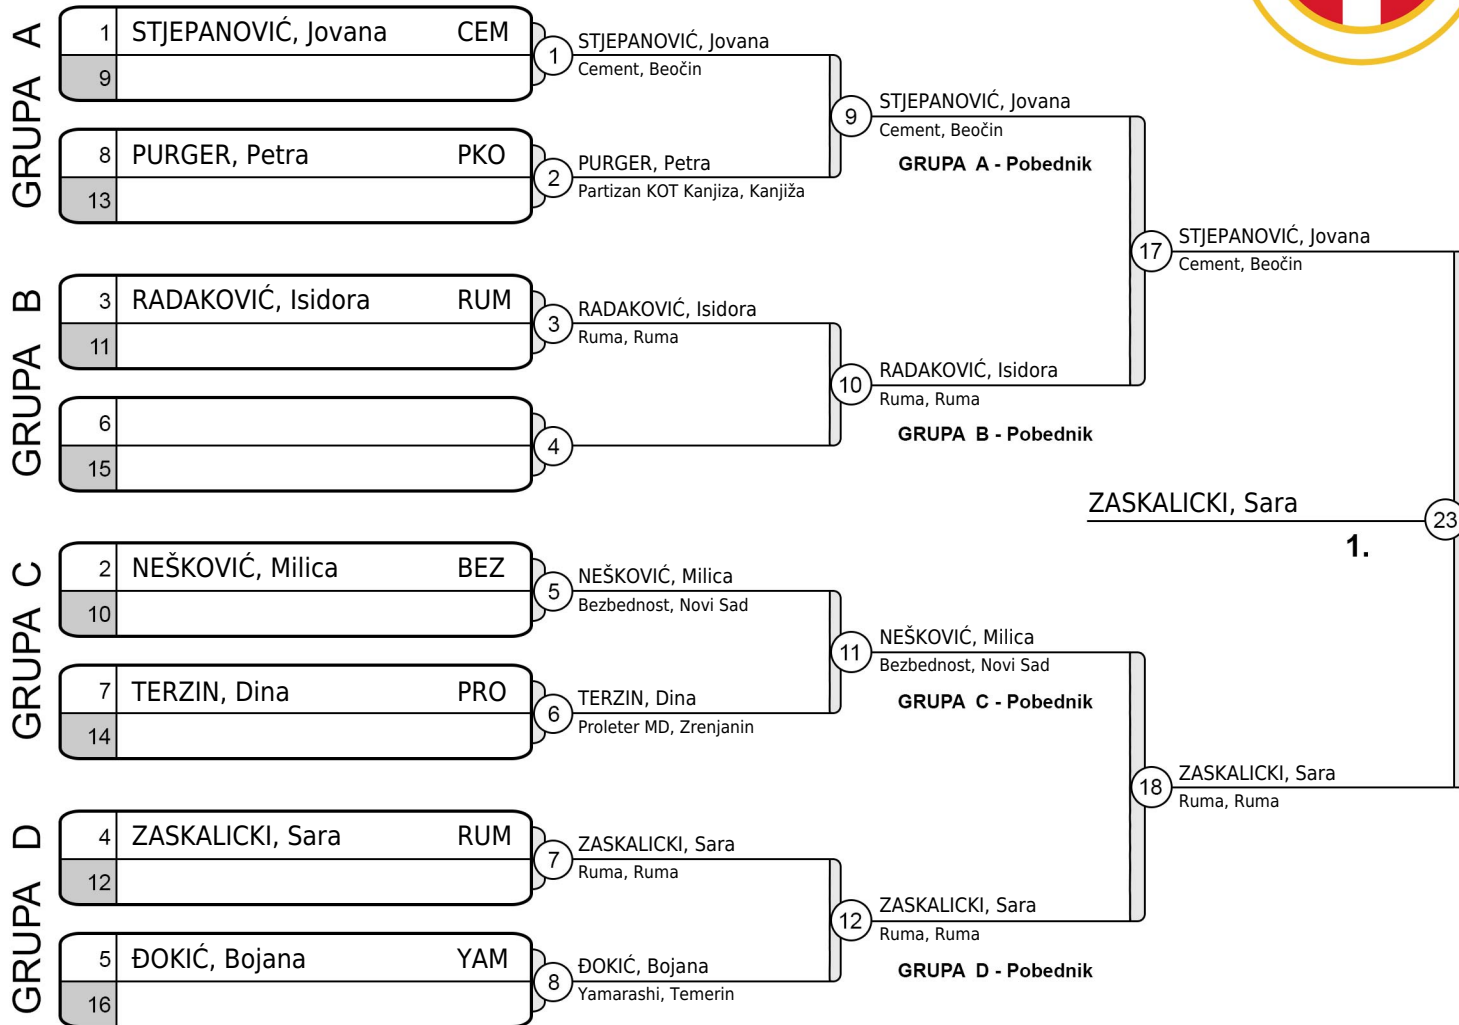 GRUPA A
1 STJEPANOVIĆ, Jovana CEM
9
1
STJEPANOVIĆ, Jovana
Cement, Beočin
8 PURGER, Petra PKO
13
2
PURGER, Petra
Partizan KOT Kanjiza, Kanjiža
9
STJEPANOVIĆ, Jovana
Cement, Beočin
GRUPA A - Pobednik
GRUPA B
3 RADAKOVIĆ, Isidora RUM
11
3
RADAKOVIĆ, Isidora
Ruma, Ruma
6
15
4
10
RADAKOVIĆ, Isidora
Ruma, Ruma
GRUPA B - Pobednik
17
STJEPANOVIĆ, Jovana
Cement, Beočin
ZASKALICKI, Sara
23
1.
GRUPA C
2 NEŠKOVIĆ, Milica BEZ
10
5
NEŠKOVIĆ, Milica
Bezbednost, Novi Sad
7 TERZIN, Dina PRO
14
6
TERZIN, Dina
Proleter MD, Zrenjanin
11
NEŠKOVIĆ, Milica
Bezbednost, Novi Sad
GRUPA C - Pobednik
GRUPA D
4 ZASKALICKI, Sara RUM
12
7
ZASKALICKI, Sara
Ruma, Ruma
5 ĐOKIĆ, Bojana YAM
16
8
ĐOKIĆ, Bojana
Yamarashi, Temerin
12
ZASKALICKI, Sara
Ruma, Ruma
GRUPA D - Pobednik
18
ZASKALICKI, Sara
Ruma, Ruma